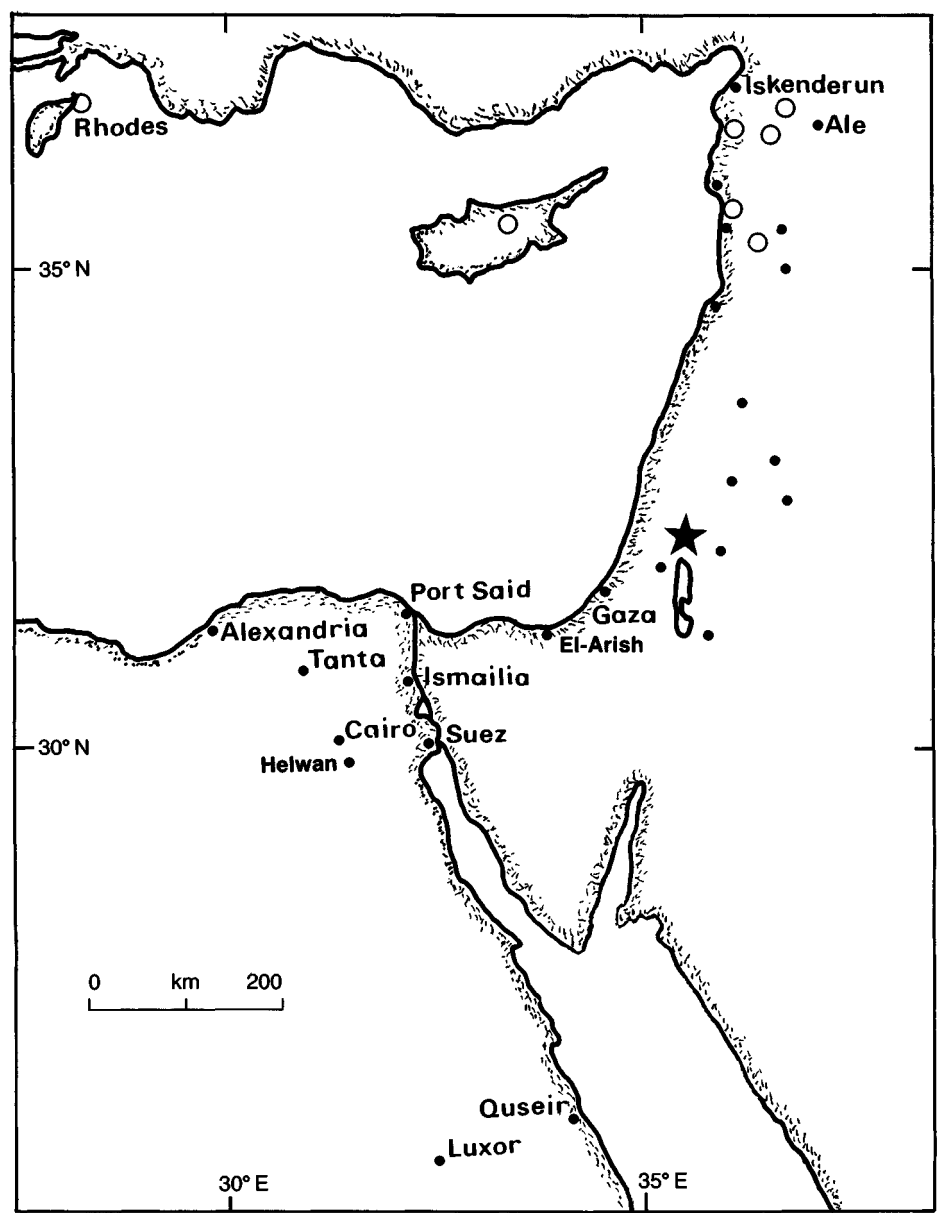 Iskenderun
Rhodes
Ale
35° N
Port Said
Gaza
Alexandria
El-Arish
Tanta
Ismailia
Cairo
Suez
30° N
Helwan
0 km 200
Quseir
Luxor
30° E
35° E